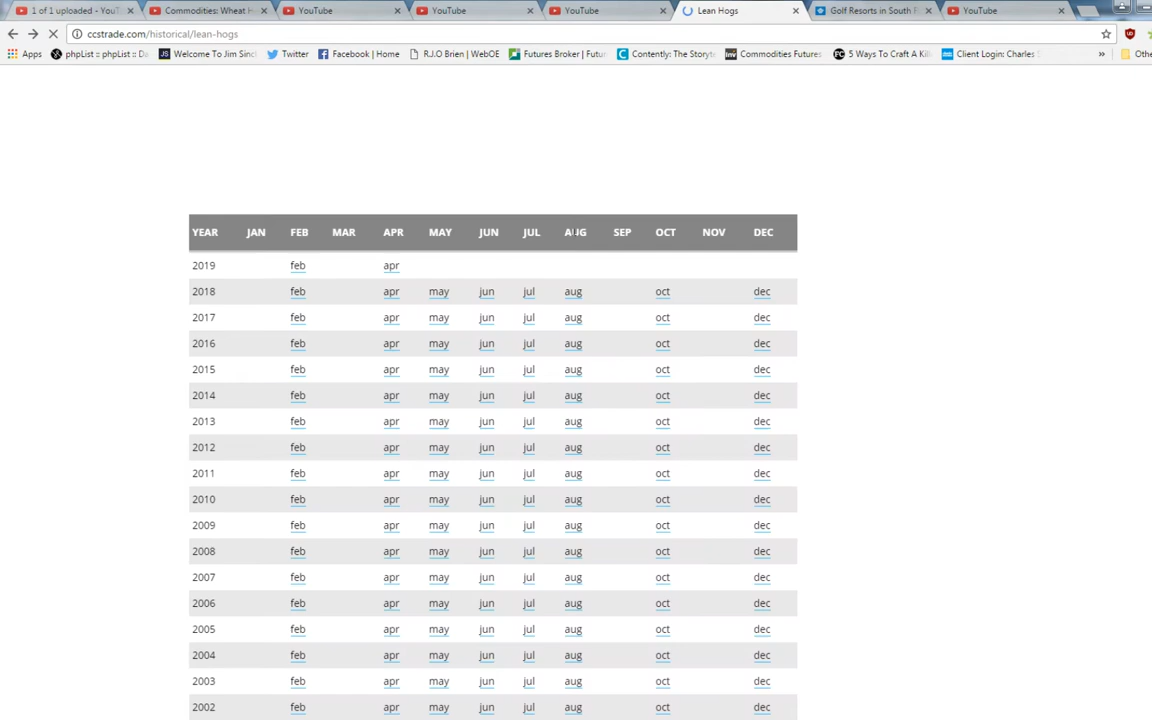 1 of 1 uploaded - YouT
Commodities: Wheat H
YouTube
YouTube
YouTube
Lean Hogs
Golf Resorts in South
YouTube
ccstrade.com/historical/lean-hogs
Apps
phpList :: phpList :: De
Welcome To Jim Sincl
Twitter
Facebook | Home
R.J.O Brien | WebOE
Futures Broker | Futur
Contently: The Storyt
Commodities Futures
5 Ways To Craft A Kill
Client Login: Charles
»
Othe
YEAR JAN FEB MAR APR MAY JUN JUL AUG SEP OCT NOV DEC
2019 feb apr
2018 feb apr may jun jul aug oct dec
2017 feb apr may jun jul aug oct dec
2016 feb apr may jun jul aug oct dec
2015 feb apr may jun jul aug oct dec
2014 feb apr may jun jul aug oct dec
2013 feb apr may jun jul aug oct dec
2012 feb apr may jun jul aug oct dec
2011 feb apr may jun jul aug oct dec
2010 feb apr may jun jul aug oct dec
2009 feb apr may jun jul aug oct dec
2008 feb apr may jun jul aug oct dec
2007 feb apr may jun jul aug oct dec
2006 feb apr may jun jul aug oct dec
2005 feb apr may jun jul aug oct dec
2004 feb apr may jun jul aug oct dec
2003 feb apr may jun jul aug oct dec
2002 feb apr may jun jul aug oct dec